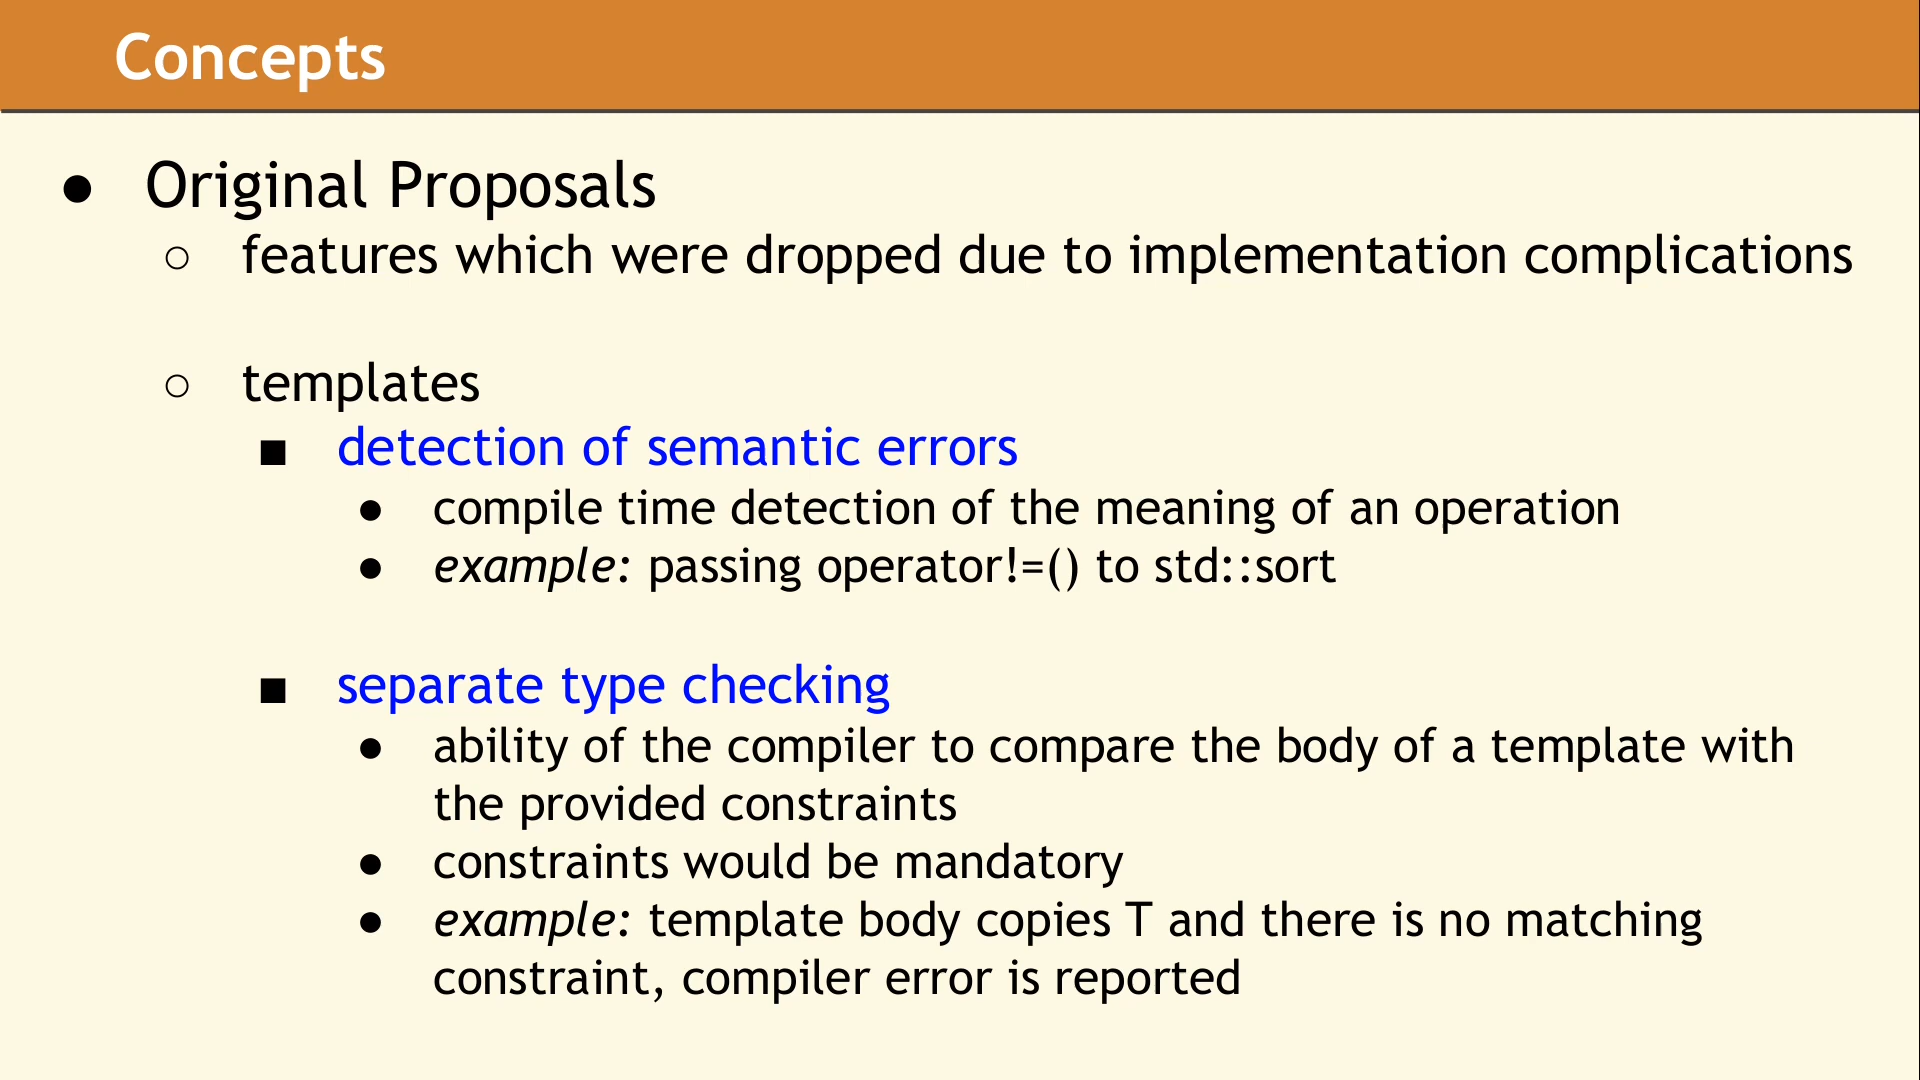 Concepts
● Original Proposals
○ features which were dropped due to implementation complications
○ templates
■ detection of semantic errors
● compile time detection of the meaning of an operation
● example: passing operator!=() to std::sort
■ separate type checking
● ability of the compiler to compare the body of a template with
the provided constraints
● constraints would be mandatory
● example: template body copies T and there is no matching
constraint, compiler error is reported